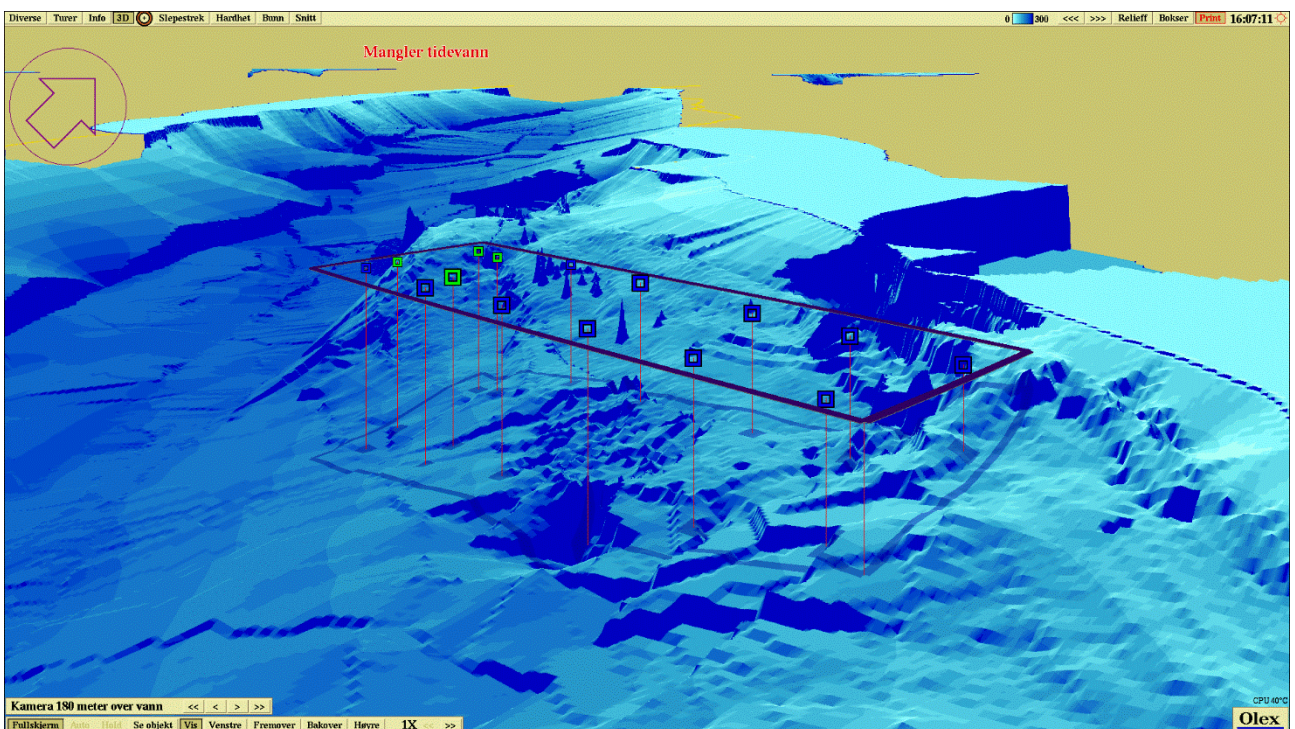 Diverse Turer Info 3D Slepestrek Hardhet Bunn Snitt 0 300 <<< >>> Relieff Bokser Print 16:07:11
Mangler tidevann
CPU 40°C
Kamera 180 meter over vann << < > >>
Fullskjerm Auto Hold Se objekt Vis Venstre Fremover Bakover Høyre 1X << >>
Olex